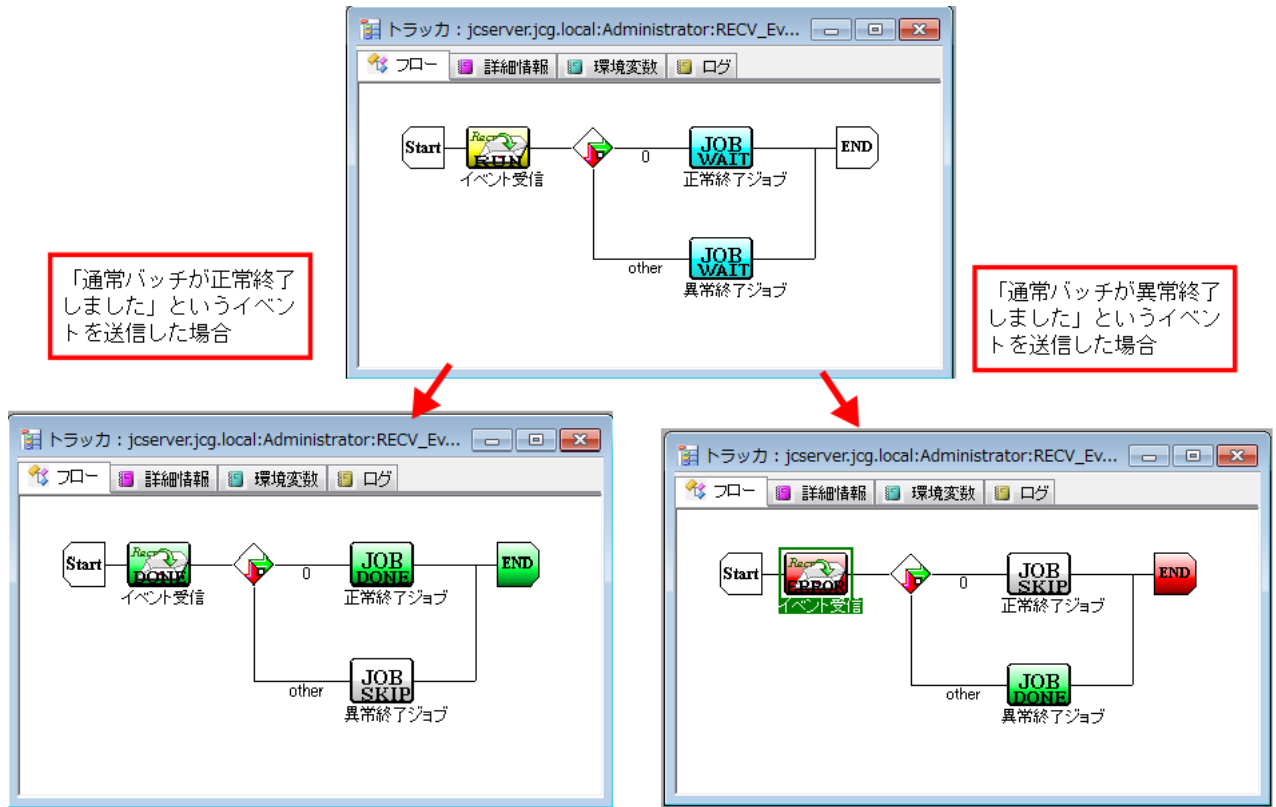 トラッカ : jcserver.jcg.local:Administrator:RECV_Ev...
フロー 詳細情報 環境変数 ログ
Start
Recv
RUN
イベント受信
0
JOB
WAIT
正常終了ジョブ
END
other
JOB
WAIT
異常終了ジョブ
「通常バッチが正常終了
しました」というイベン
トを送信した場合
「通常バッチが異常終了
しました」というイベン
トを送信した場合
トラッカ : jcserver.jcg.local:Administrator:RECV_Ev...
フロー 詳細情報 環境変数 ログ
Start
Recv
DONE
イベント受信
0
JOB
DONE
正常終了ジョブ
END
other
JOB
SKIP
異常終了ジョブ
トラッカ : jcserver.jcg.local:Administrator:RECV_Ev...
フロー 詳細情報 環境変数 ログ
Start
Recv
ERROR
イベント受信
0
JOB
SKIP
正常終了ジョブ
END
other
JOB
DONE
異常終了ジョブ